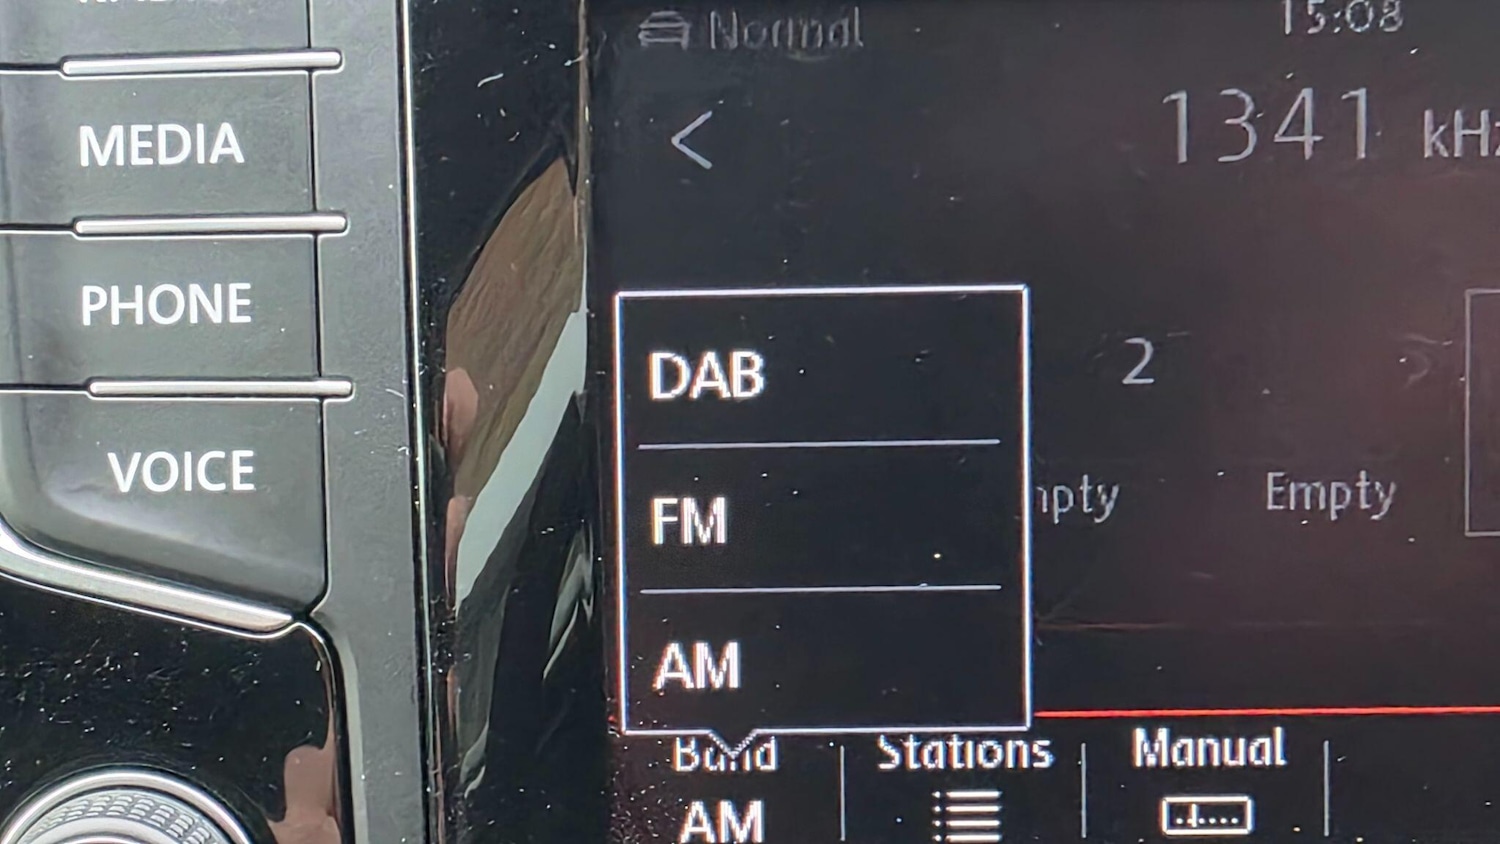 MEDIA
PHONE
VOICE
Normal
15:08
<
1341 kHz
DAB
FM
AM
2
Empty
Band
Stations
Manual
AM